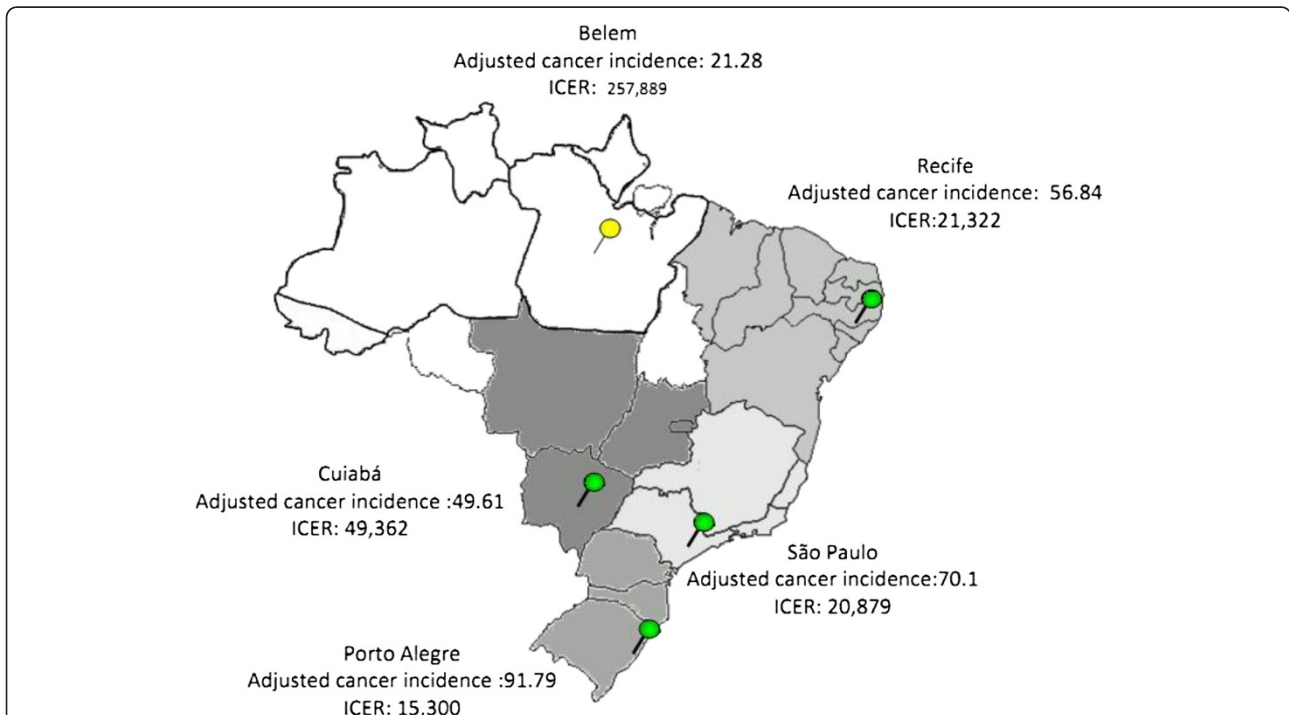 Belem
Adjusted cancer incidence: 21.28
ICER: 257,889
Recife
Adjusted cancer incidence: 56.84
ICER:21,322
Cuiabá
Adjusted cancer incidence :49.61
ICER: 49,362
São Paulo
Adjusted cancer incidence:70.1
ICER: 20,879
Porto Alegre
Adjusted cancer incidence :91.79
ICER: 15,300